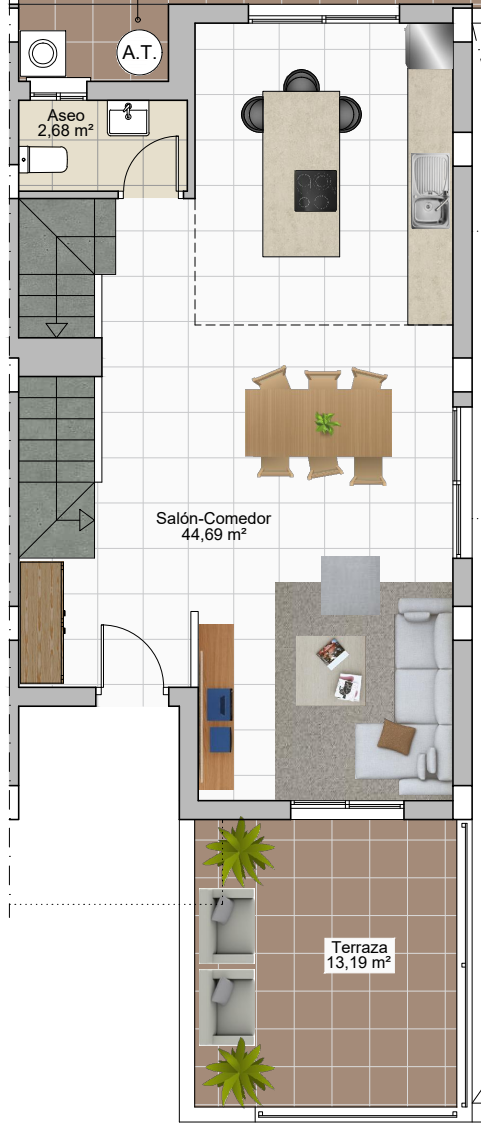 A.T.
Aseo
2,68 m²
Salón-Comedor
44,69 m²
Terraza
13,19 m²